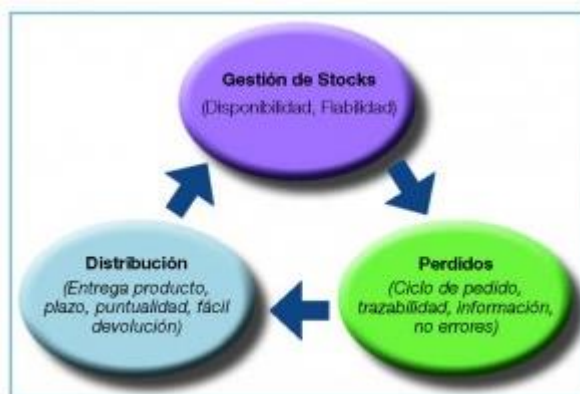 Gestión de Stocks
(Disponibilidad, Fiabilidad)
Perdidos
(Ciclo de pedido,
trazabilidad, información,
no errores)
Distribución
(Entrega producto,
plazo, puntualidad, fácil
devolución)